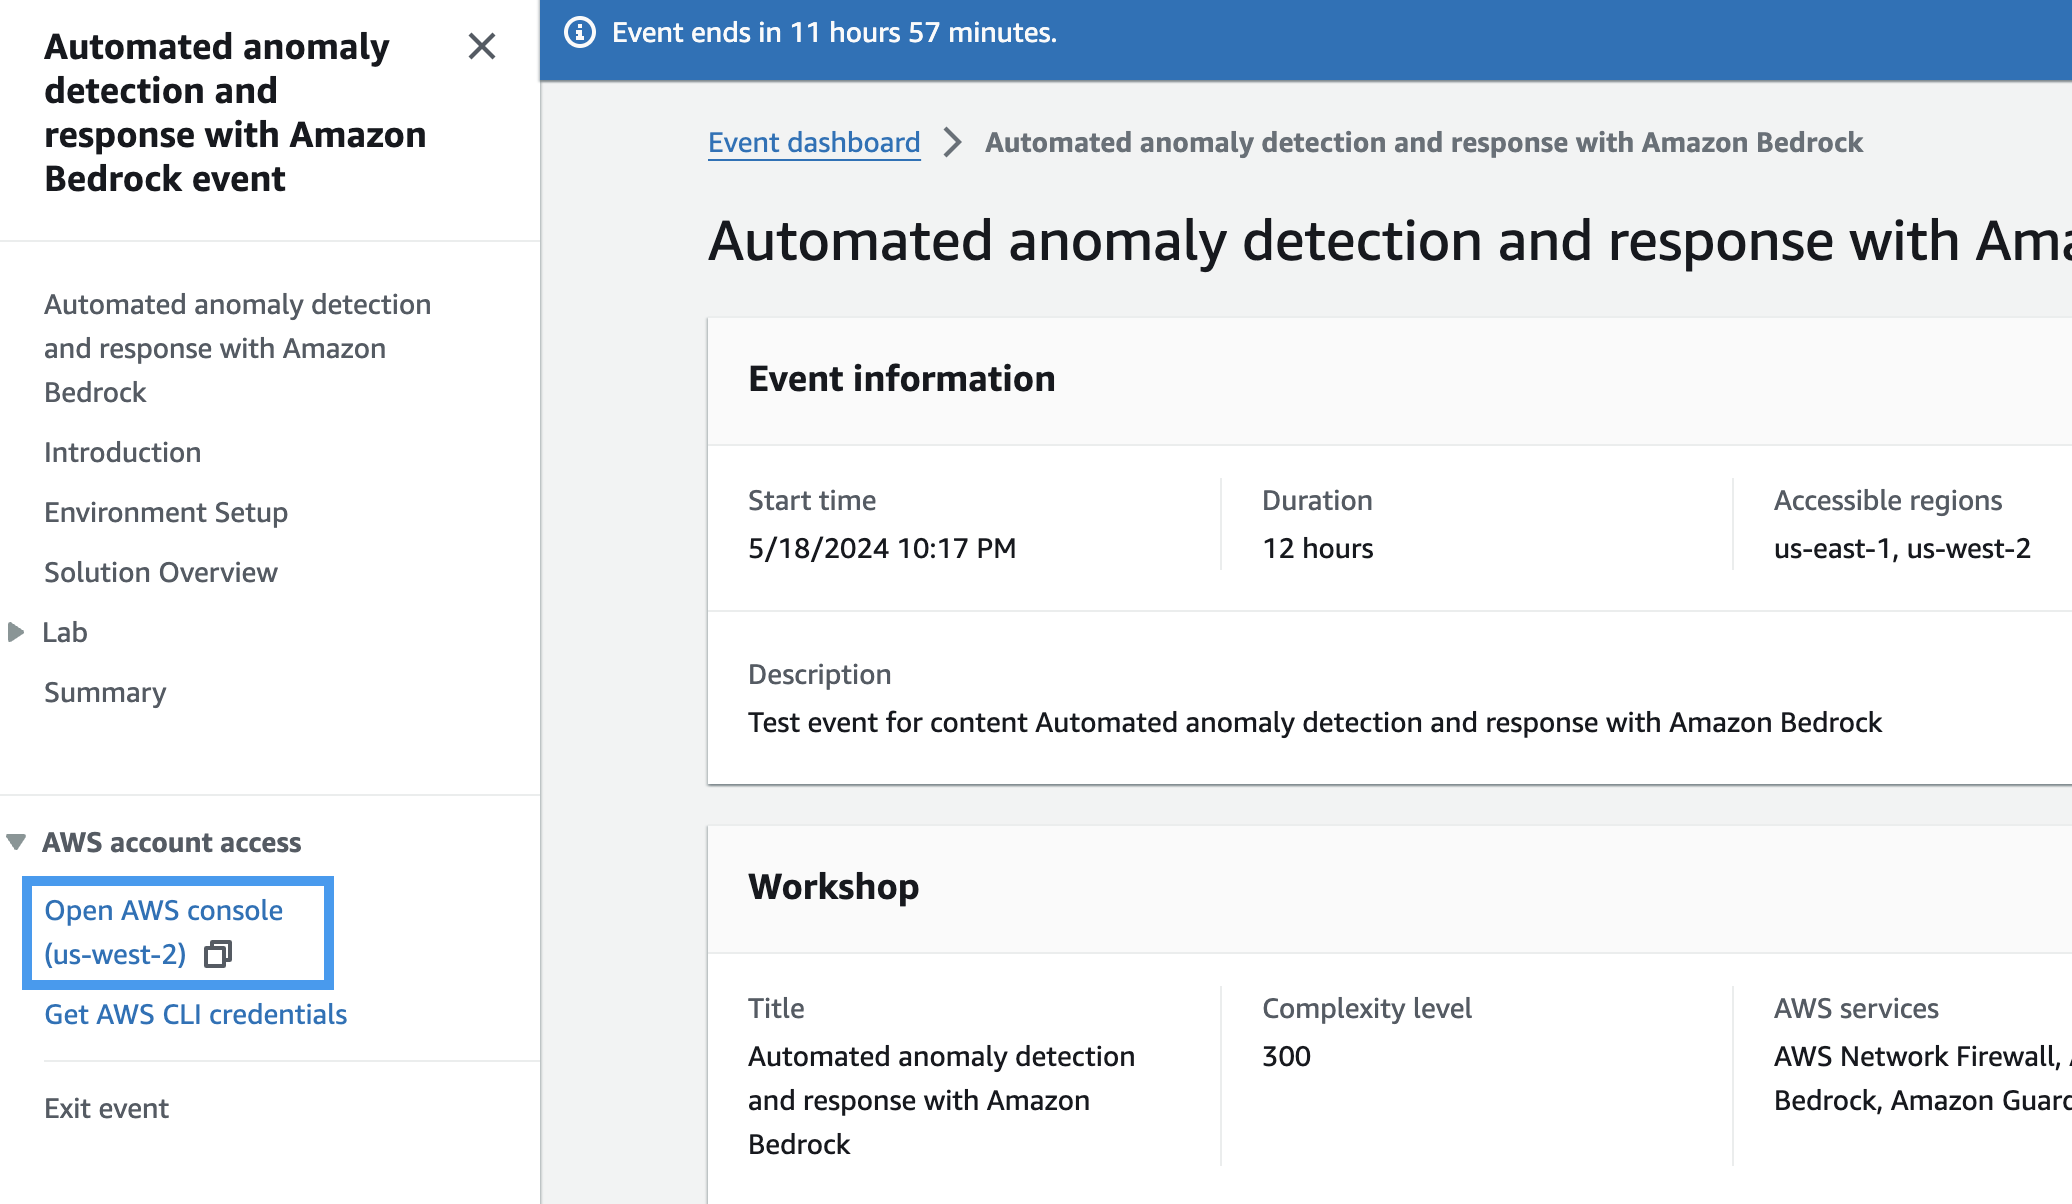 Automated anomaly
detection and
response with Amazon
Bedrock event
Automated anomaly detection
and response with Amazon
Bedrock
Introduction
Environment Setup
Solution Overview
Lab
Summary
AWS account access
Open AWS console
(us-west-2)
Get AWS CLI credentials
Exit event
Event ends in 11 hours 57 minutes.
Event dashboard
Automated anomaly detection and response with Amazon Bedrock
Automated anomaly detection and response with
Event information
Start time
5/18/2024 10:17 PM
Duration
12 hours
Accessible regions
us-east-1, us-west-2
Description
Test event for content Automated anomaly detection and response with Amazon Bedrock
Workshop
Title
Automated anomaly detection
and response with Amazon
Bedrock
Complexity level
300
AWS services
AWS Network Firewall,
Bedrock, Amazon